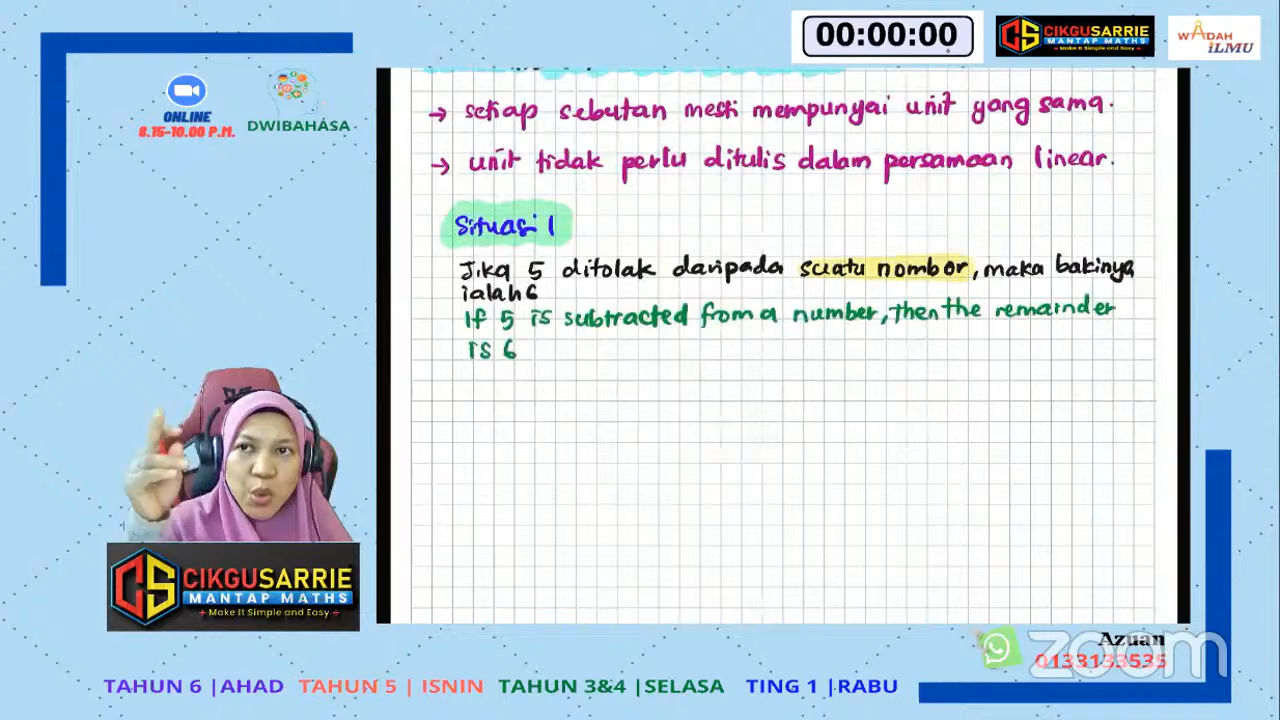 00:00:00
CS CIKGUSARRIE
MANTAP MATHS
Make It Simple and Easy
WADAH
iLMU
ONLINE
8.15-10.00 P.M.
DWIBAHASA
→ setiap sebutan mesti mempunyai unit yang sama.
→ unit tidak perlu ditulis dalam persamaan linear.
Situasi 1
Jika 5 ditolak daripada suatu nombor, maka bakinya
ialah 6
If 5 is subtracted from a number, then the remainder
is 6
CS CIKGUSARRIE
MANTAP MATHS
+ Make It Simple and Easy +
Azuan
zoom
0133133535
TAHUN 6 |AHAD TAHUN 5 | ISNIN TAHUN 3&4 |SELASA TING 1 |RABU